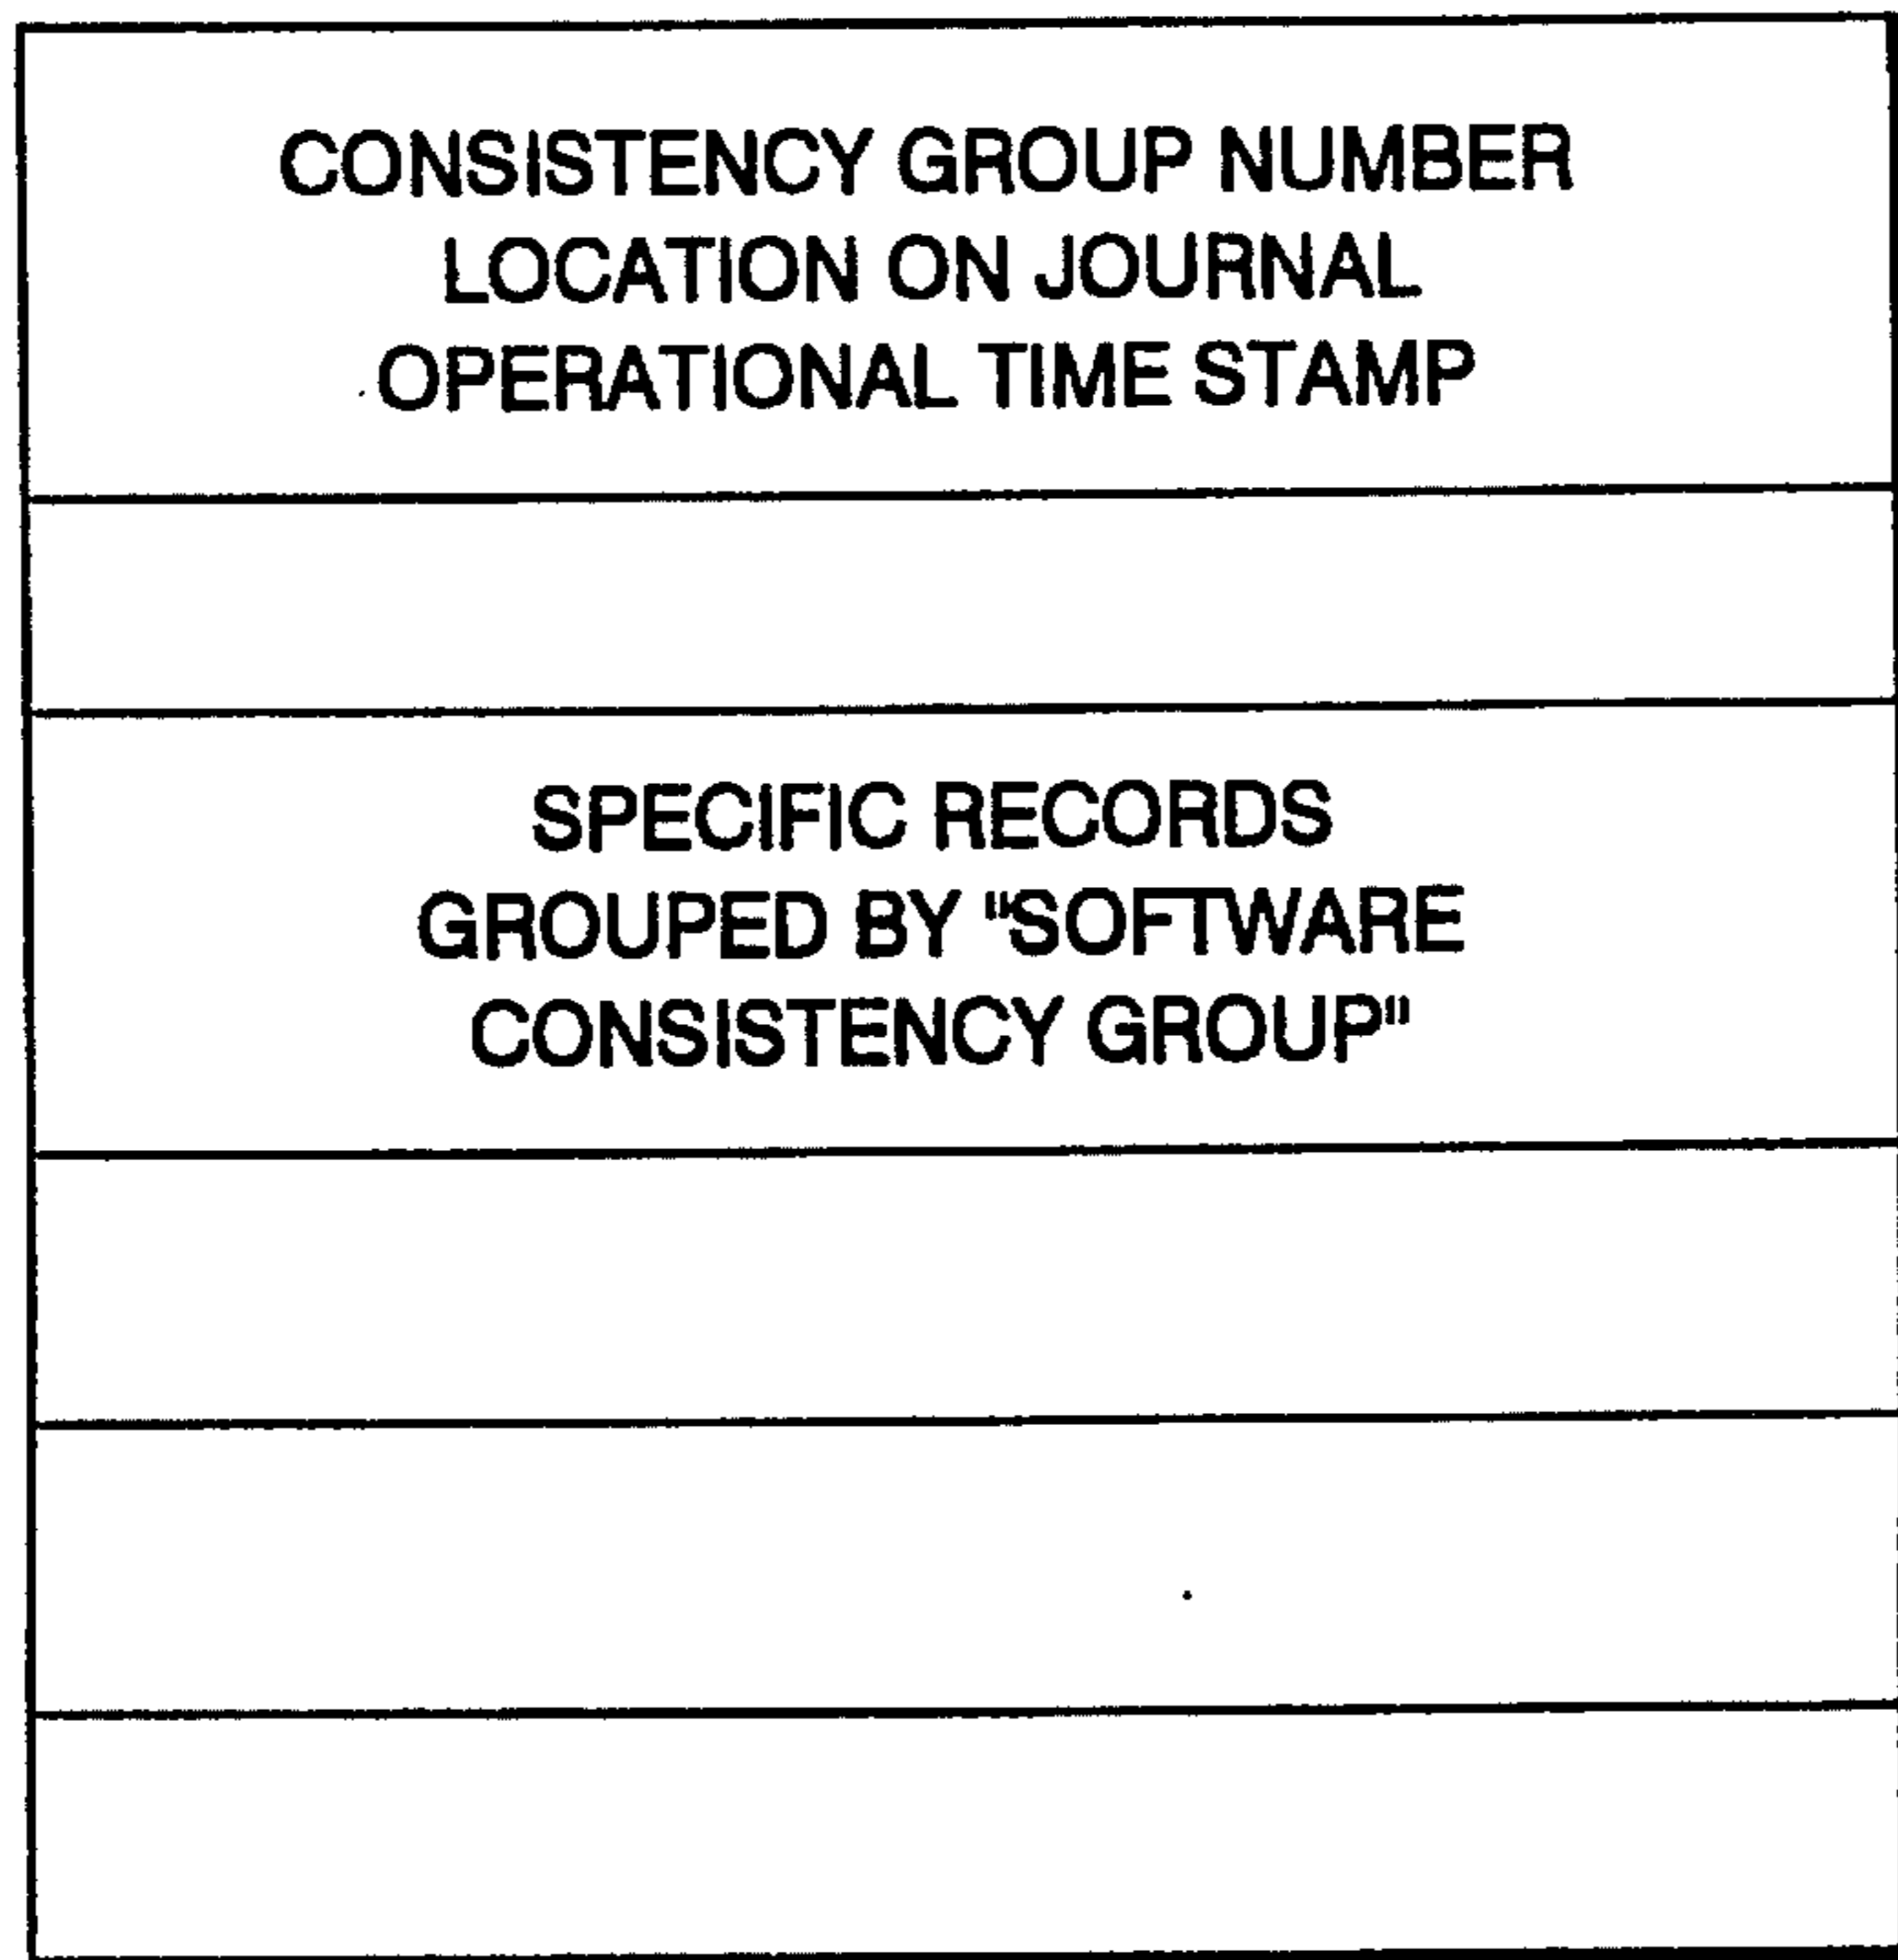 CONSISTENCY GROUP NUMBER
LOCATION ON JOURNAL
OPERATIONAL TIME STAMP
SPECIFIC RECORDS
GROUPED BY "SOFTWARE
CONSISTENCY GROUP"